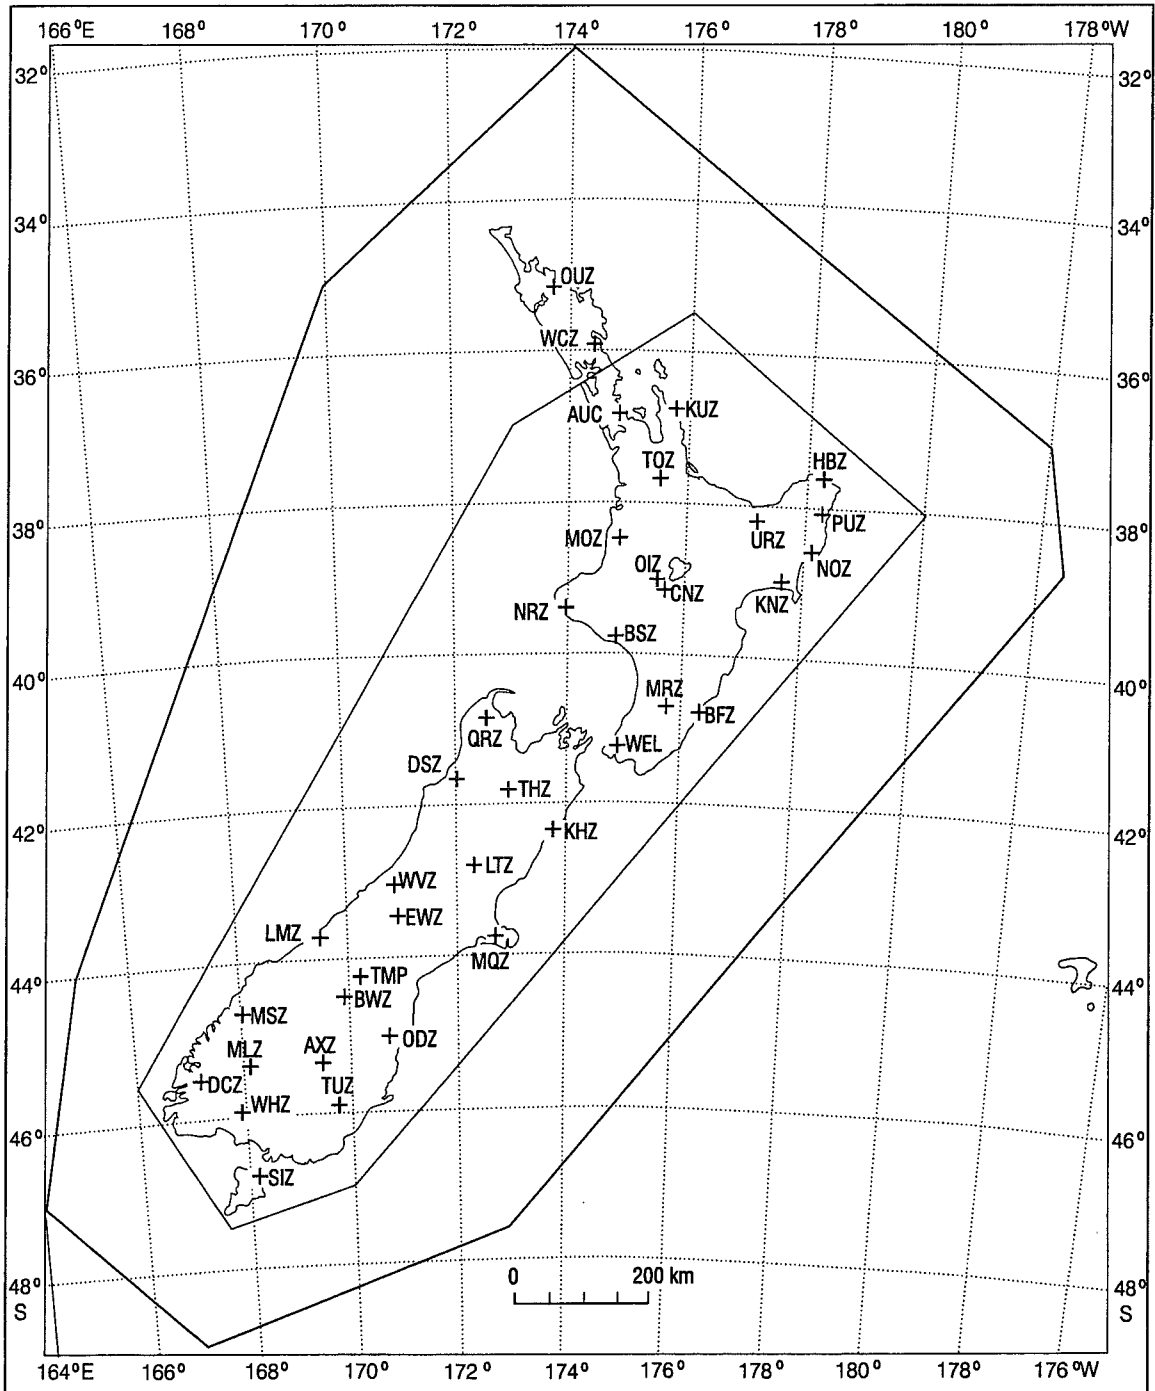 166°E 168° 170° 172° 174° 176° 178° 180° 178°W
32° 32°
34° 34°
OUZ
WCZ
36° 36°
AUC KUZ
TOZ HBZ
38° MOZ URZ PUZ 38°
OIZ NOZ
CNZ
NRZ KNZ
BSZ
40° MRZ 40°
BFZ
QRZ WEL
DSZ
THZ
42° KHZ 42°
LTZ
WVZ
EWZ
LMZ
MQZ
44° TMP 44°
BWZ
MSZ
ODZ
MLZ AXZ
DCZ TUZ
WHZ
46° 46°
SIZ
0 200 km
48° 48°
S S
164°E 166° 168° 170° 172° 174° 176° 178° 180° 178° 176°W